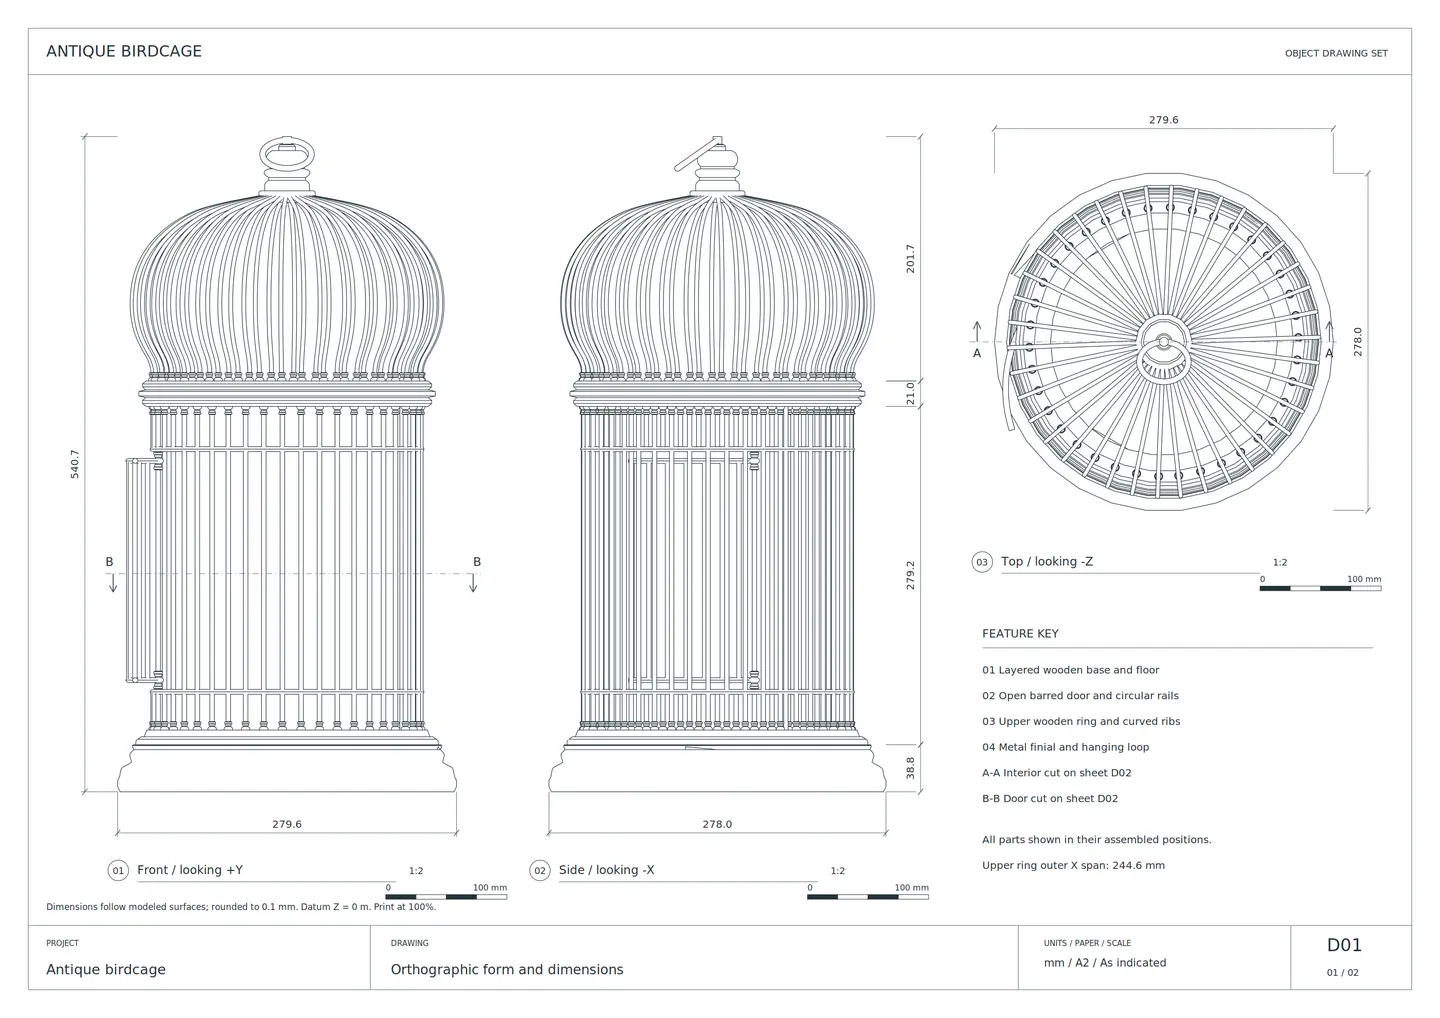 ANTIQUE BIRDCAGE
OBJECT DRAWING SET
279.6
201.7
21.0
540.7
279.2
38.8
278.0
A
A
B
B
279.6
278.0
01 Front / looking +Y
1:2
0 100 mm
02 Side / looking -X
1:2
0 100 mm
03 Top / looking -Z
1:2
0 100 mm
FEATURE KEY
01 Layered wooden base and floor
02 Open barred door and circular rails
03 Upper wooden ring and curved ribs
04 Metal finial and hanging loop
A-A Interior cut on sheet D02
B-B Door cut on sheet D02
All parts shown in their assembled positions.
Upper ring outer X span: 244.6 mm
Dimensions follow modeled surfaces; rounded to 0.1 mm. Datum Z = 0 m. Print at 100%.
PROJECT
Antique birdcage
DRAWING
Orthographic form and dimensions
UNITS / PAPER / SCALE
mm / A2 / As indicated
D01
01 / 02